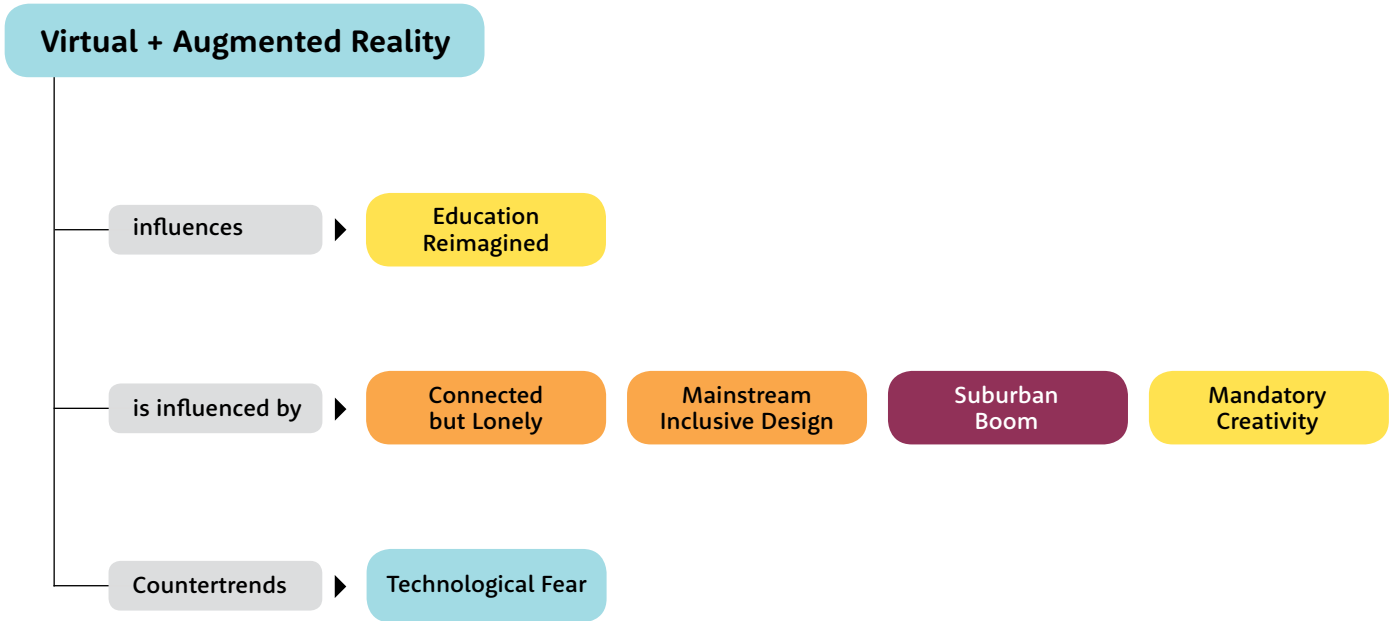 Virtual + Augmented Reality
influences
Education
Reimagined
is influenced by
Connected
but Lonely
Mainstream
Inclusive Design
Suburban
Boom
Mandatory
Creativity
Countertrends
Technological Fear